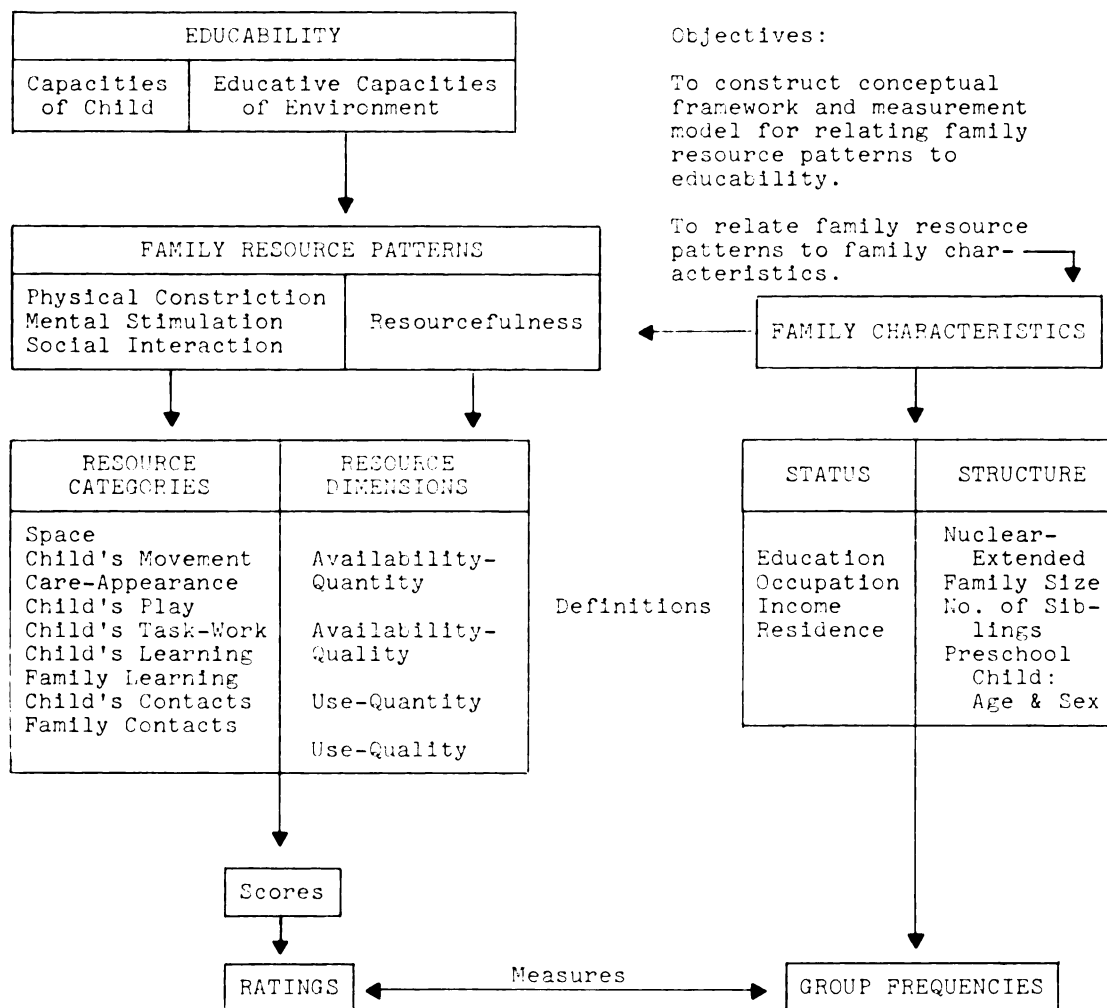 EDUCABILITY
Capacities
of Child
Educative Capacities
of Environment
Objectives:
To construct conceptual
framework and measurement
model for relating family
resource patterns to
educability.
To relate family resource
patterns to family char-
acteristics.
FAMILY RESOURCE PATTERNS
Physical Constriction
Mental Stimulation
Social Interaction
Resourcefulness
FAMILY CHARACTERISTICS
RESOURCE
CATEGORIES
Space
Child's Movement
Care-Appearance
Child's Play
Child's Task-Work
Child's Learning
Family Learning
Child's Contacts
Family Contacts
RESOURCE
DIMENSIONS
Availability-
Quantity
Availability-
Quality
Use-Quantity
Use-Quality
Definitions
STATUS
Education
Occupation
Income
Residence
STRUCTURE
Nuclear-
Extended
Family Size
No. of Sib-
lings
Preschool
Child:
Age & Sex
Scores
RATINGS
Measures
GROUP FREQUENCIES